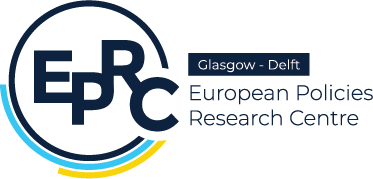 EPRC
Glasgow - Delft
European Policies
Research Centre